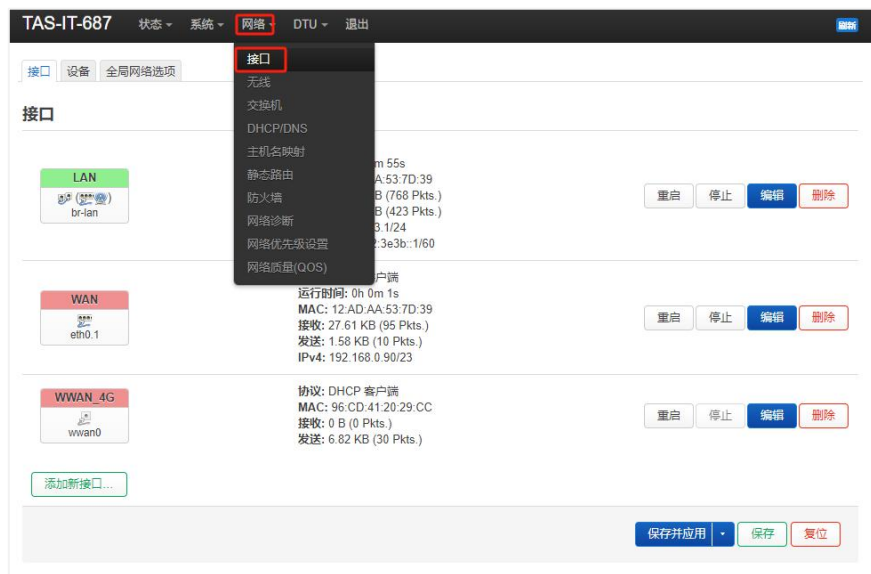 TAS-IT-687 状态 系统 网络 DTU 退出 刷新
接口
无线
交换机
DHCP/DNS
主机名映射
静态路由
防火墙
网络诊断
网络优先级设置
网络质量(QOS)
接口 设备 全局网络选项
接口
LAN
br-lan
m 55s
A:53:7D:39
B (768 Pkts.)
B (423 Pkts.)
3.1/24
:3e3b::1/60
重启 停止 编辑 删除
WAN
eth0.1
户端
运行时间: 0h 0m 1s
MAC: 12:AD:AA:53:7D:39
接收: 27.61 KB (95 Pkts.)
发送: 1.58 KB (10 Pkts.)
IPv4: 192.168.0.90/23
重启 停止 编辑 删除
WWAN_4G
wwan0
协议: DHCP 客户端
MAC: 96:CD:41:20:29:CC
接收: 0 B (0 Pkts.)
发送: 6.82 KB (30 Pkts.)
重启 停止 编辑 删除
添加新接口...
保存并应用 保存 复位